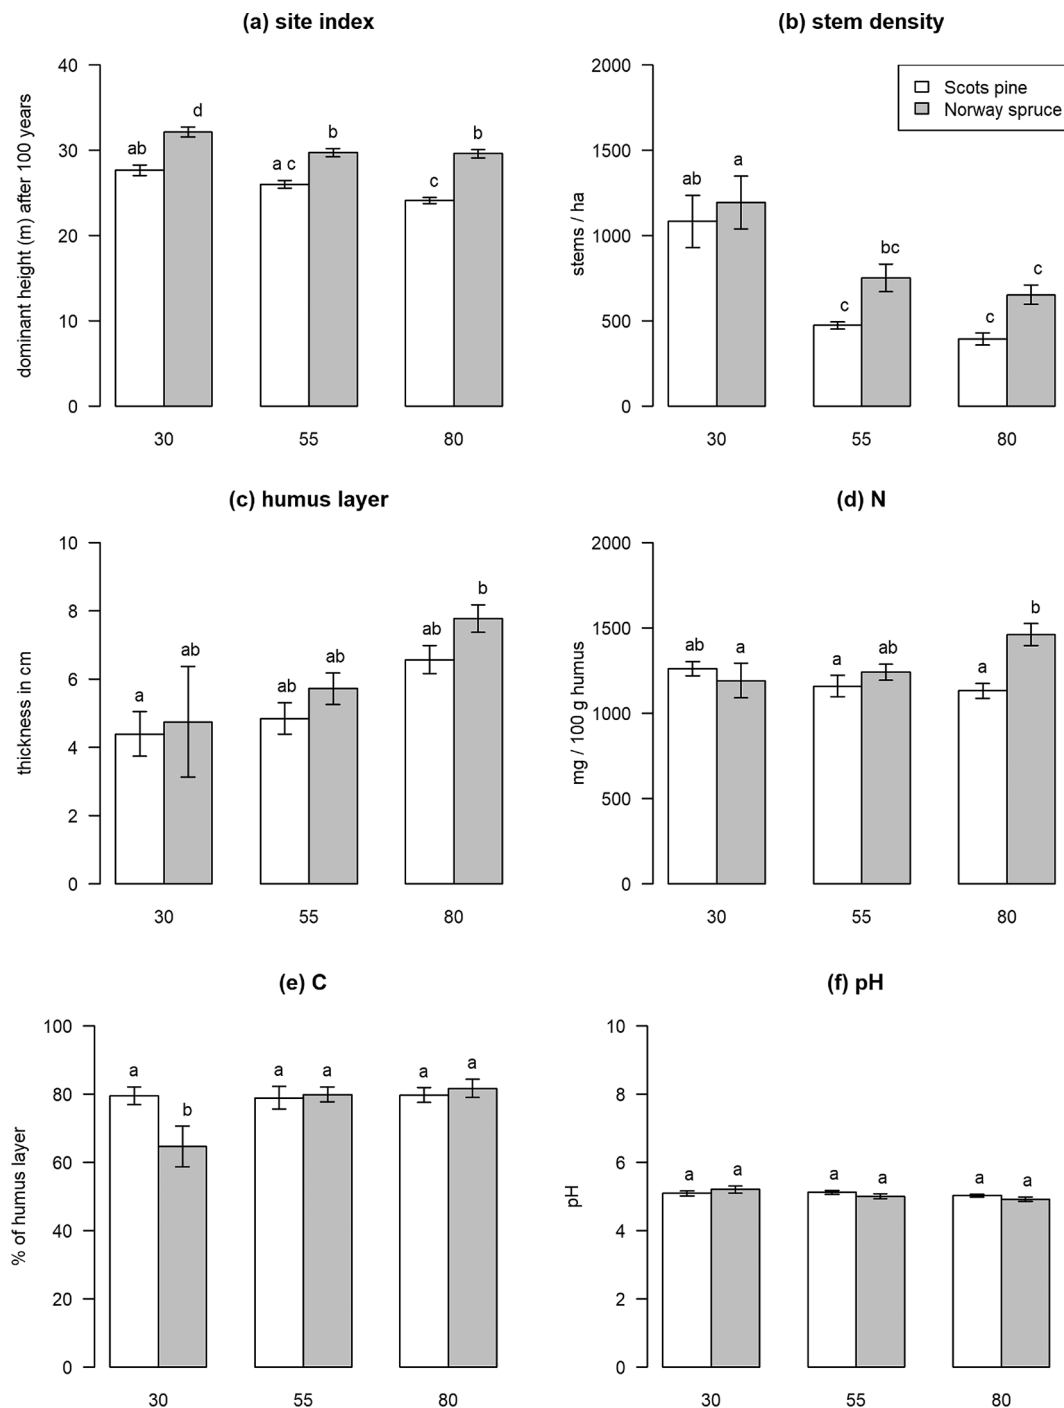 (a) site index
dominant height (m) after 100 years
40
30
20
10
0
ab
d
a c
b
c
b
30
55
80
(b) stem density
stems / ha
2000
1500
1000
500
0
Scots pine
Norway spruce
ab
a
c
bc
c
c
30
55
80
(c) humus layer
thickness in cm
10
8
6
4
2
0
a
ab
ab
ab
ab
b
30
55
80
(d) N
mg / 100 g humus
2000
1500
1000
500
0
ab
a
a
ab
a
b
30
55
80
(e) C
% of humus layer
100
80
60
40
20
0
a
b
a
a
a
a
30
55
80
(f) pH
pH
10
8
6
4
2
0
a
a
a
a
a
a
30
55
80